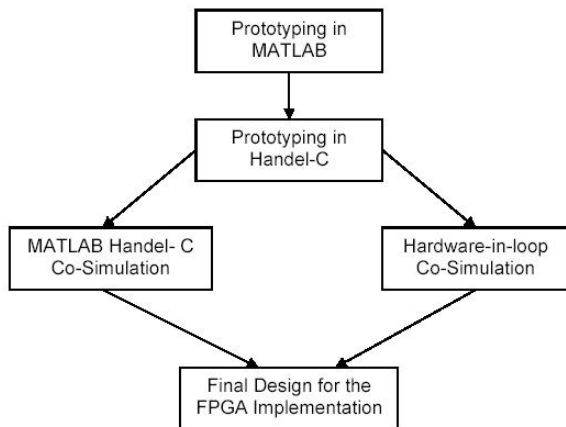 Prototyping in
MATLAB
Prototyping in
Handel-C
MATLAB Handel- C
Co-Simulation
Hardware-in-loop
Co-Simulation
Final Design for the
FPGA Implementation